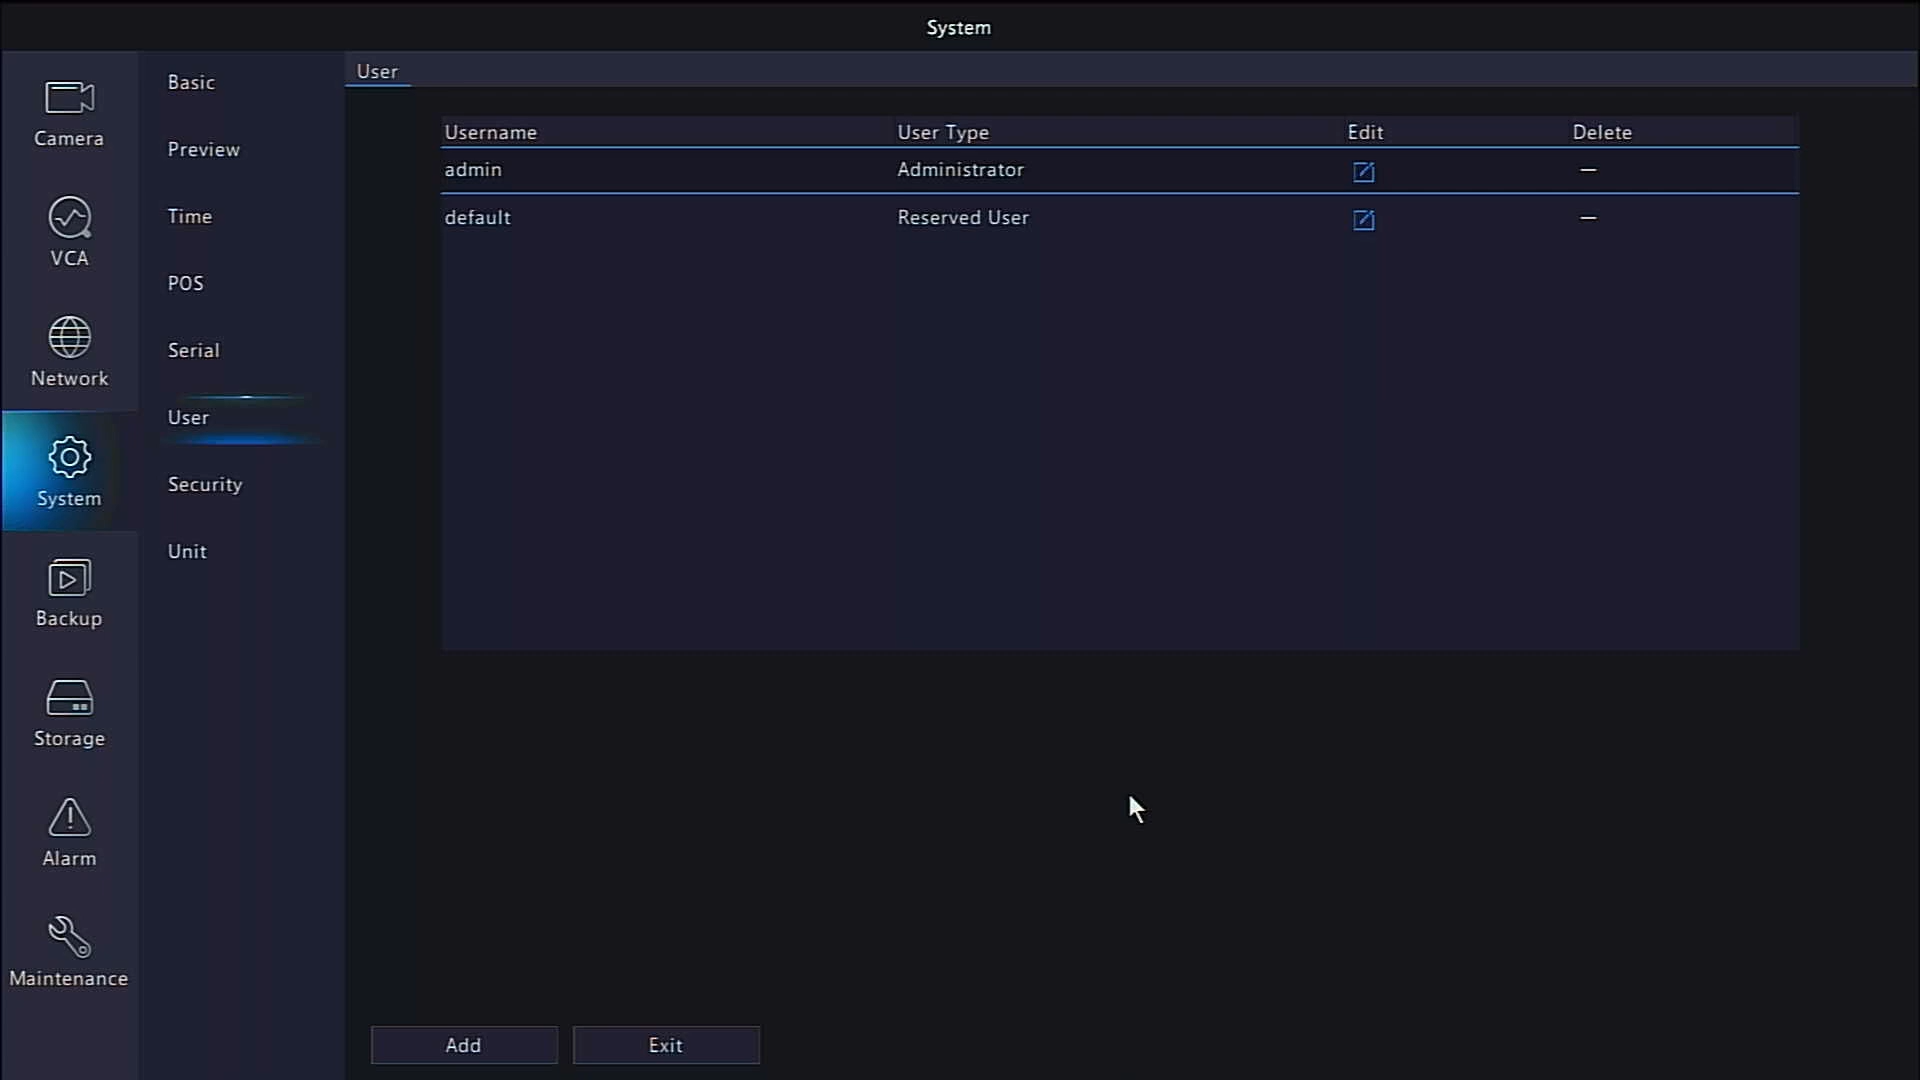 System
Camera
VCA
Network
System
Backup
Storage
Alarm
Maintenance
Basic
Preview
Time
POS
Serial
User
Security
Unit
User
Username User Type Edit Delete
admin Administrator —
default Reserved User —
Add Exit